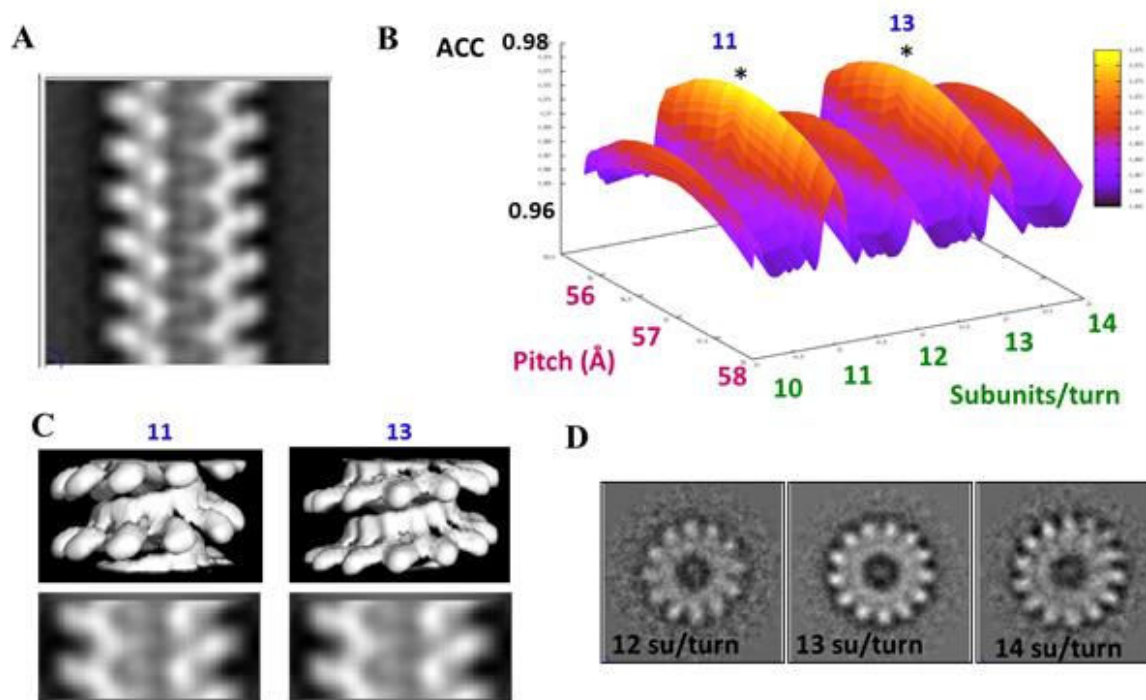 A
B
ACC
0.98
0.96
11
*
13
*
56
57
58
Pitch (Å)
10
11
12
13
14
Subunits/turn
C
11
13
D
12 su/turn
13 su/turn
14 su/turn